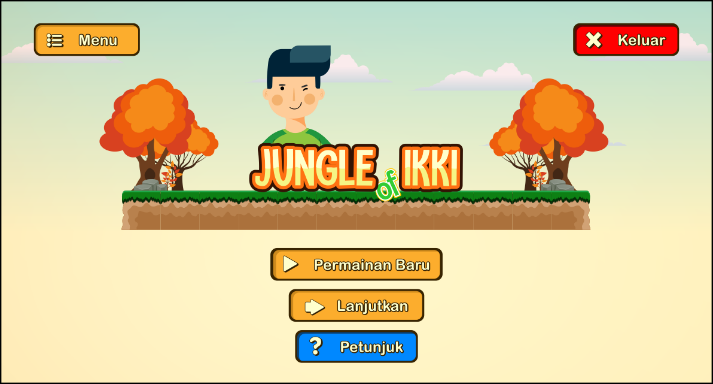 Menu
Keluar
JUNGLE of IKKI
Permainan Baru
Lanjutkan
? Petunjuk